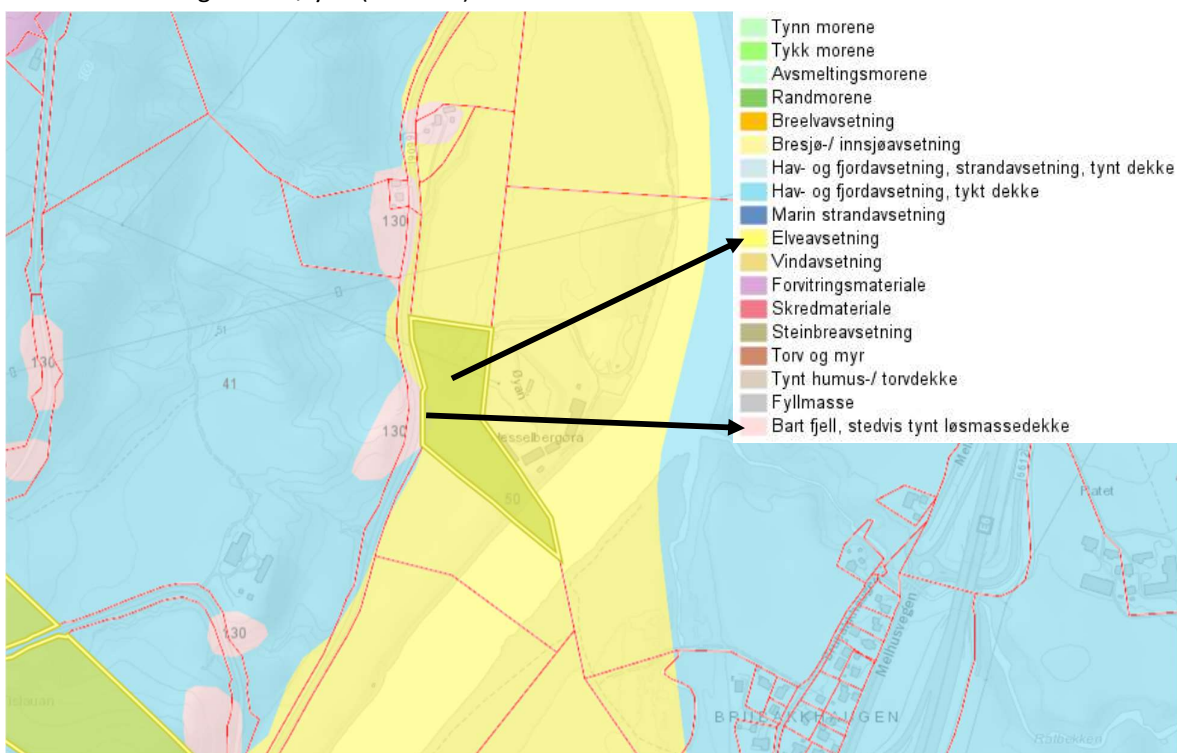 Tynn morene
Tykk morene
Avsmeltingsmorene
Randmorene
Breelvavsetning
Bresjø-/ innsjøavsetning
Hav- og fjordavsetning, strandavsetning, tynt dekke
Hav- og fjordavsetning, tykt dekke
Marin strandavsetning
Elveavsetning
Vindavsetning
Forvitringsmateriale
Skredmateriale
Steinbreavsetning
Torv og myr
Tynt humus-/ torvdekke
Fyllmasse
Bart fjell, stedvis tynt løsmassedekke
130
51
130
41
Øyan
130
50
130
Melhusvegen